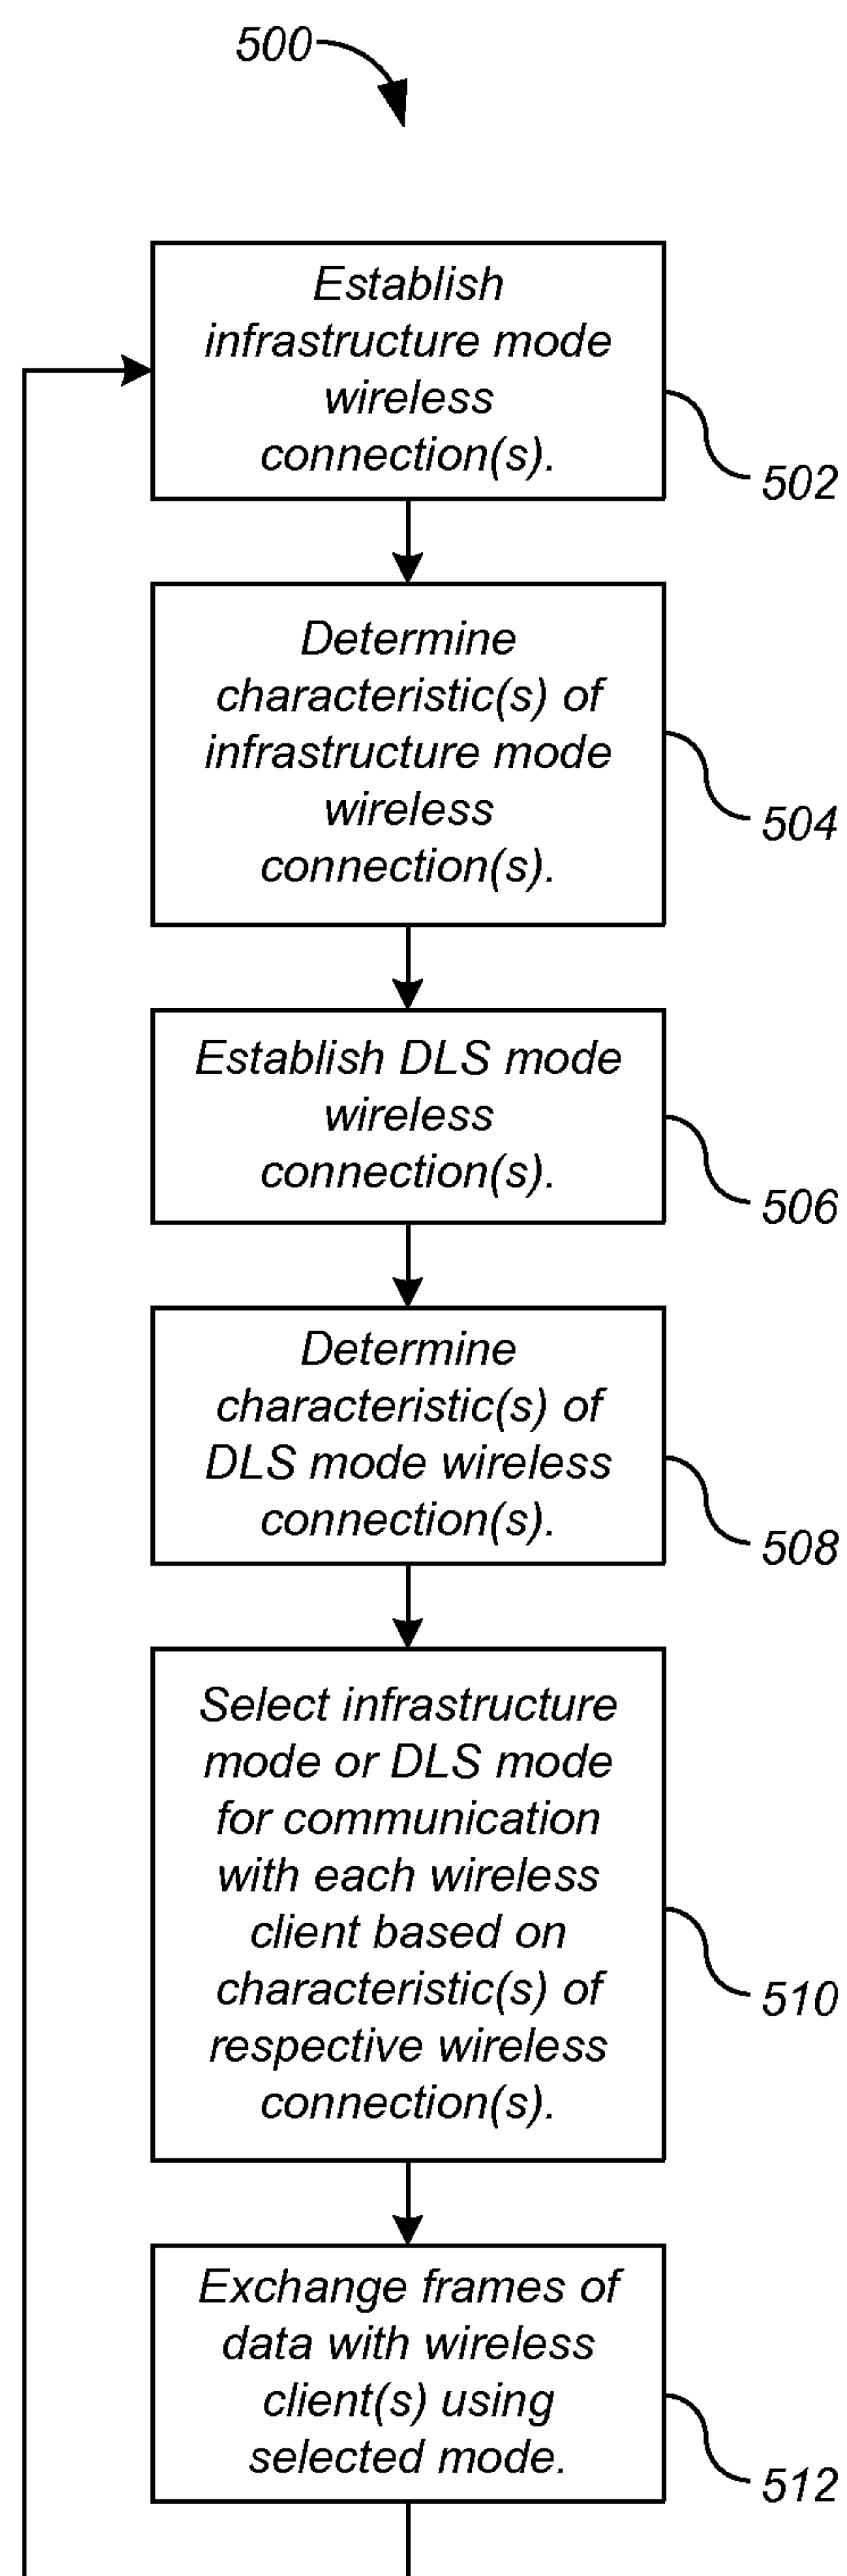 500
Establish
infrastructure mode
wireless
connection(s).
502
Determine
characteristic(s) of
infrastructure mode
wireless
connection(s).
504
Establish DLS mode
wireless
connection(s).
506
Determine
characteristic(s) of
DLS mode wireless
connection(s).
508
Select infrastructure
mode or DLS mode
for communication
with each wireless
client based on
characteristic(s) of
respective wireless
connection(s).
510
Exchange frames of
data with wireless
client(s) using
selected mode.
512